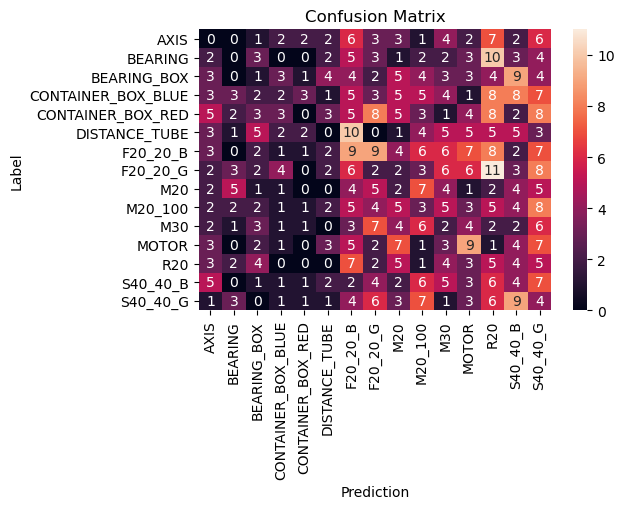 Confusion Matrix
AXIS 0 0 1 2 2 2 6 3 3 1 4 2 7 2 6
BEARING 2 0 3 0 0 2 5 3 1 2 2 3 10 3 4
BEARING_BOX 3 0 1 3 1 4 4 2 5 4 3 3 4 9 4
CONTAINER_BOX_BLUE 3 3 2 2 3 1 5 3 5 5 4 1 8 8 7
CONTAINER_BOX_RED 5 2 3 3 0 3 5 8 5 3 1 4 8 2 8
DISTANCE_TUBE 3 1 5 2 2 0 10 0 1 4 5 5 5 5 3
F20_20_B 3 0 2 1 1 2 9 9 4 6 6 7 8 2 7
F20_20_G 2 3 2 4 0 2 6 2 2 3 6 6 11 3 8
M20 2 5 1 1 0 0 4 5 2 7 4 1 2 4 5
M20_100 2 2 2 1 1 2 5 4 5 3 5 3 5 4 8
M30 2 1 3 1 1 0 3 7 4 6 2 4 2 2 6
MOTOR 3 0 2 1 0 3 5 2 7 1 3 9 1 4 7
R20 3 2 4 0 0 0 7 2 5 1 4 3 5 4 7
S40_40_B 5 0 1 1 1 2 2 4 2 6 5 3 6 4 5
S40_40_G 1 3 0 1 1 1 4 6 3 7 1 3 6 9 4
Label
AXIS
BEARING
BEARING_BOX
CONTAINER_BOX_BLUE
CONTAINER_BOX_RED
DISTANCE_TUBE
F20_20_B
F20_20_G
M20
M20_100
M30
MOTOR
R20
S40_40_B
S40_40_G
Prediction
10
8
6
4
2
0